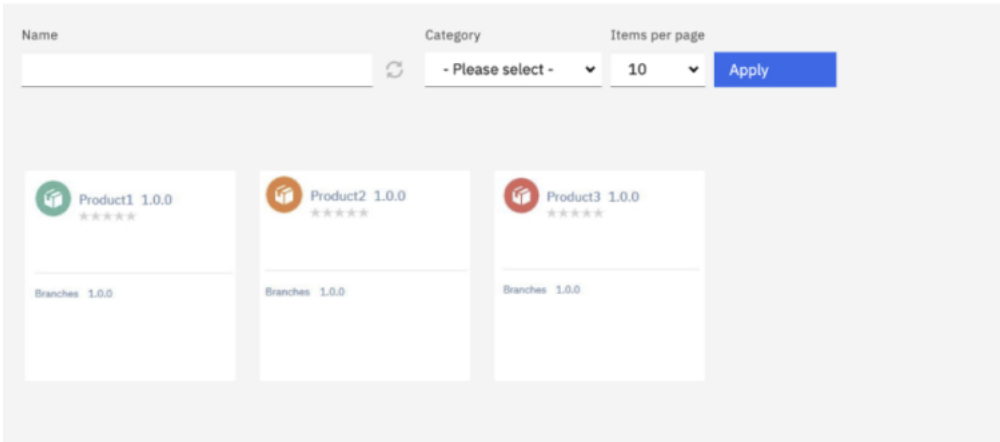 Name Category Items per page
- Please select - 10 Apply
Product1 1.0.0 Product2 1.0.0 Product3 1.0.0
Branches 1.0.0 Branches 1.0.0 Branches 1.0.0